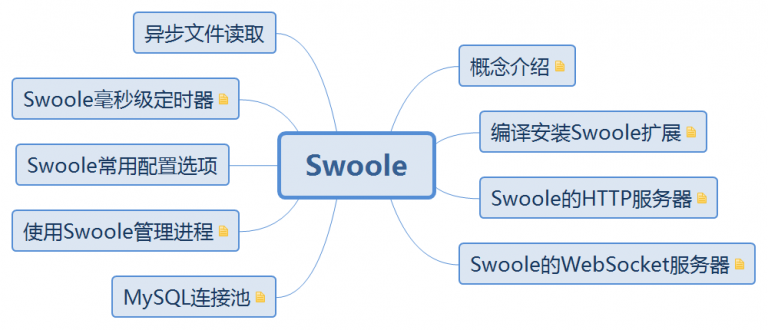 Swoole
概念介绍
编译安装Swoole扩展
Swoole的HTTP服务器
Swoole的WebSocket服务器
异步文件读取
Swoole毫秒级定时器
Swoole常用配置选项
使用Swoole管理进程
MySQL连接池